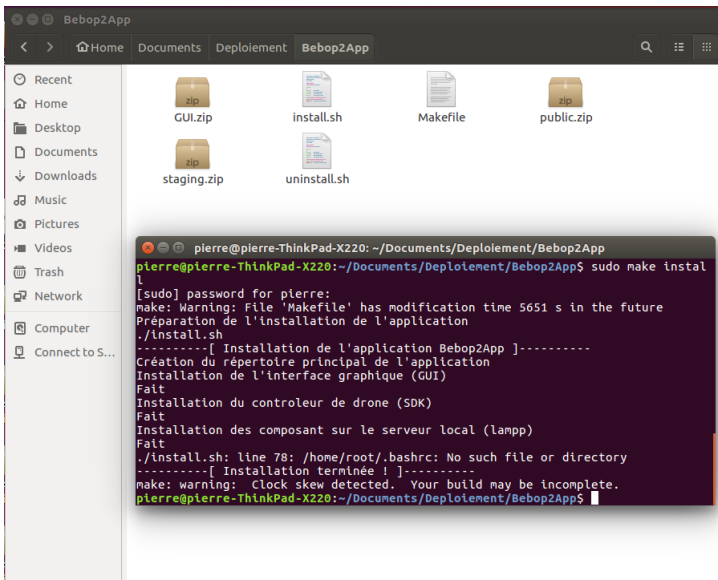 Bebop2App
Home Documents Deploiement Bebop2App
Recent
Home
Desktop
Documents
Downloads
Music
Pictures
Videos
Trash
Network
Computer
Connect to S...
zip
GUI.zip
install.sh
Makefile
zip
public.zip
zip
staging.zip
uninstall.sh
pierre@pierre-ThinkPad-X220: ~/Documents/Deploiement/Bebop2App
pierre@pierre-ThinkPad-X220:~/Documents/Deploiement/Bebop2App$ sudo make instal
l
[sudo] password for pierre:
make: Warning: File 'Makefile' has modification time 5651 s in the future
Préparation de l'installation de l'application
./install.sh
----------[ Installation de l'application Bebop2App ]----------
Création du répertoire principal de l'application
Installation de l'interface graphique (GUI)
Fait
Installation du controleur de drone (SDK)
Fait
Installation des composant sur le serveur local (lampp)
Fait
./install.sh: line 78: /home/root/.bashrc: No such file or directory
----------[ Installation terminée ! ]----------
make: warning:  Clock skew detected.  Your build may be incomplete.
pierre@pierre-ThinkPad-X220:~/Documents/Deploiement/Bebop2App$